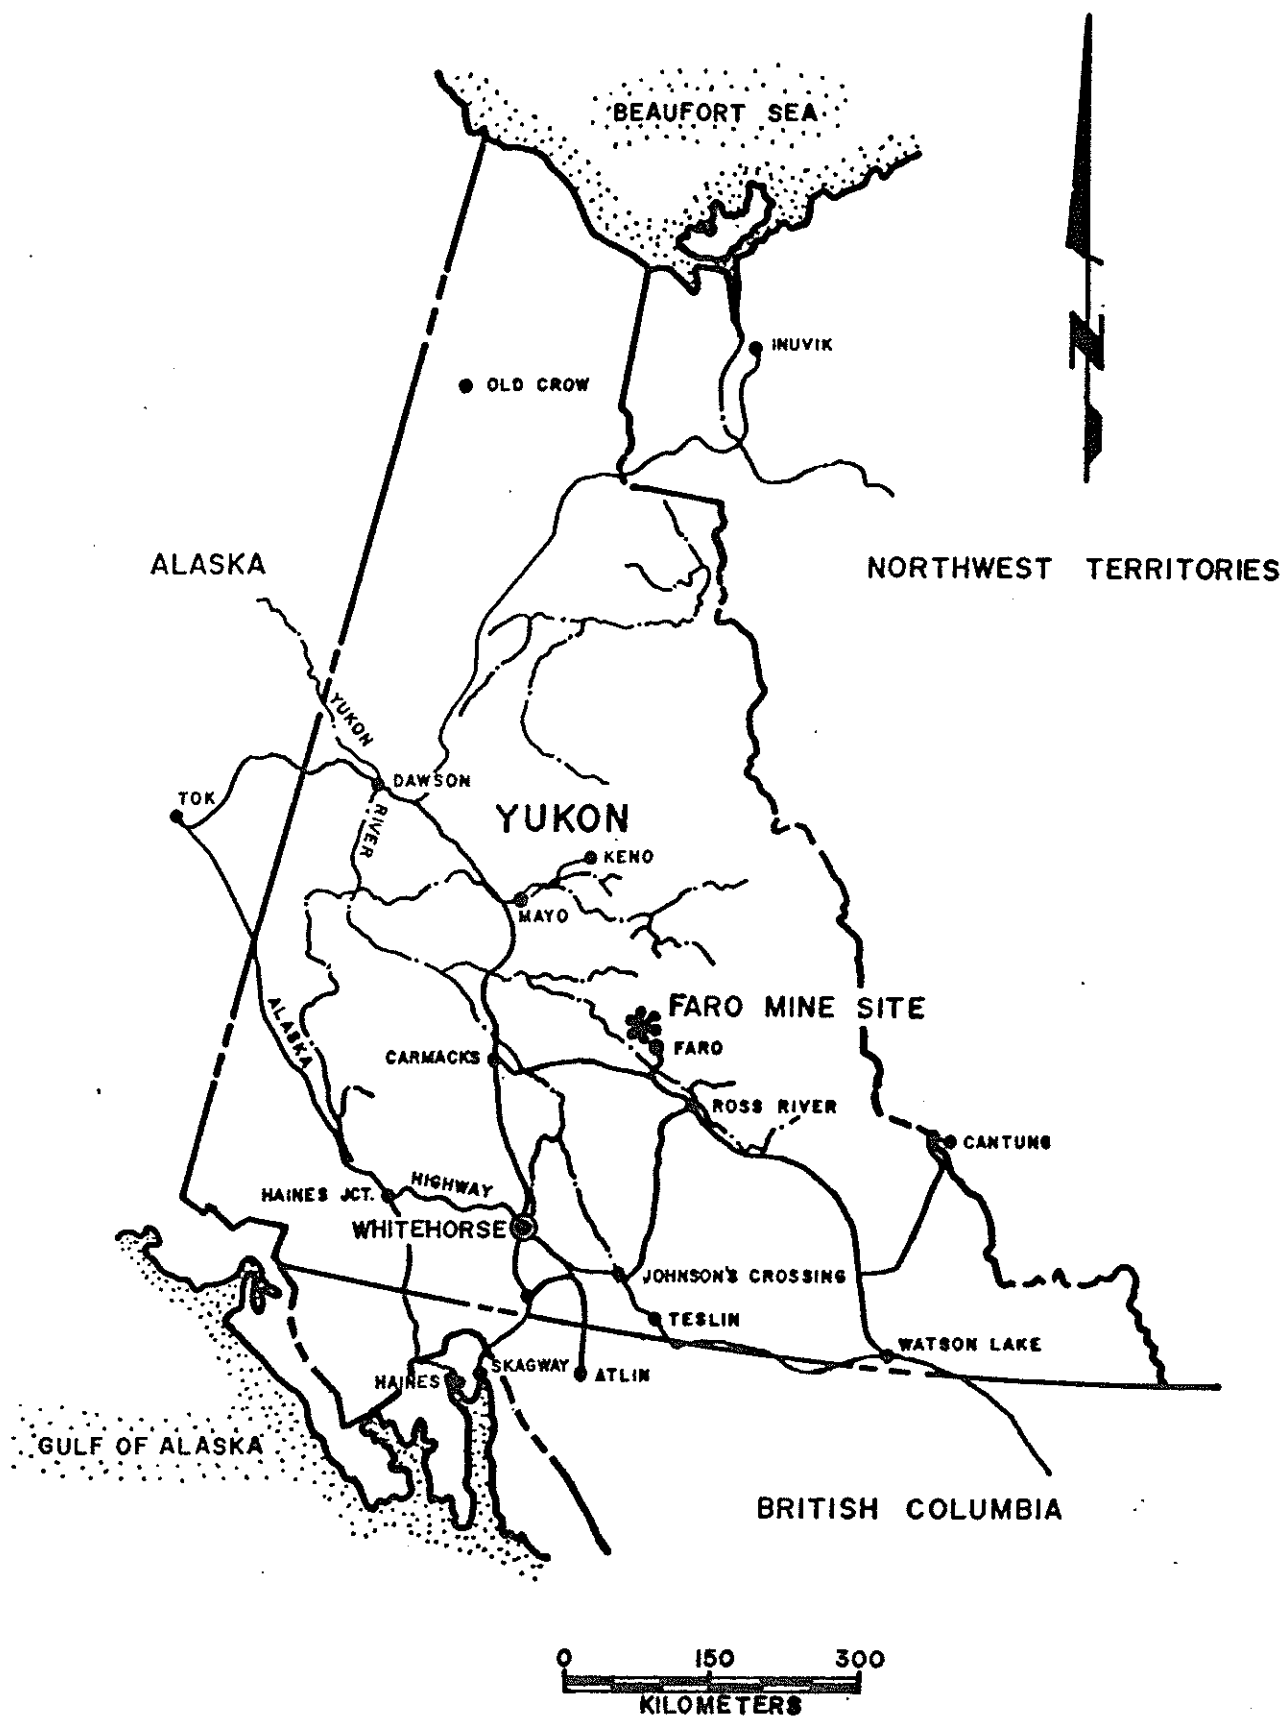 BEAUFORT SEA
N
INUVIK
OLD CROW
ALASKA
NORTHWEST TERRITORIES
YUKON
DAWSON
TOK
RIVER
YUKON
KENO
MAYO
FARO MINE SITE
FARO
ALASKA
CARMACKS
ROSS RIVER
CANTUNG
HIGHWAY
HAINES JCT.
WHITEHORSE
JOHNSON'S CROSSING
TESLIN
WATSON LAKE
SKAGWAY
ATLIN
HAINES
GULF OF ALASKA
BRITISH COLUMBIA
0 150 300
KILOMETERS